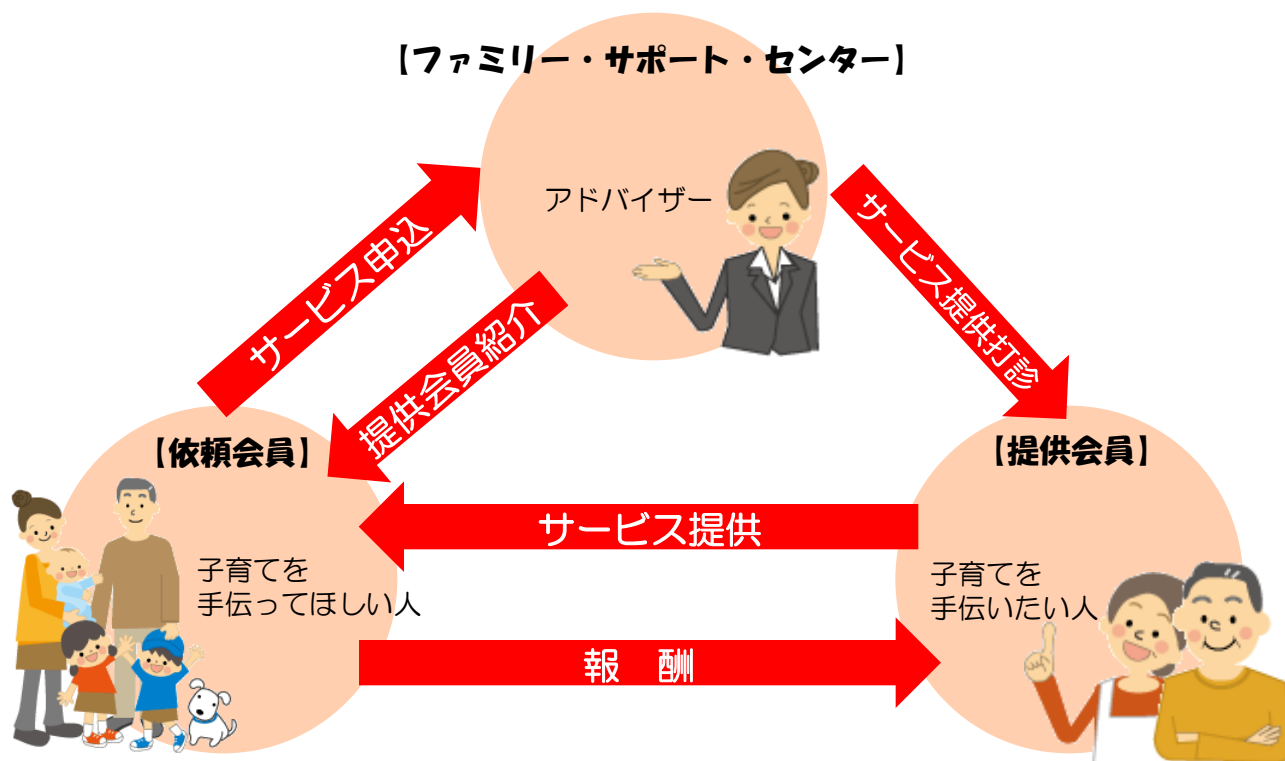 【ファミリー・サポート・センター】
アドバイザー
サービス申込
提供会員紹介
サービス提供打診
【依頼会員】
子育てを
手伝ってほしい人
【提供会員】
子育てを
手伝いたい人
サービス提供
報　酬